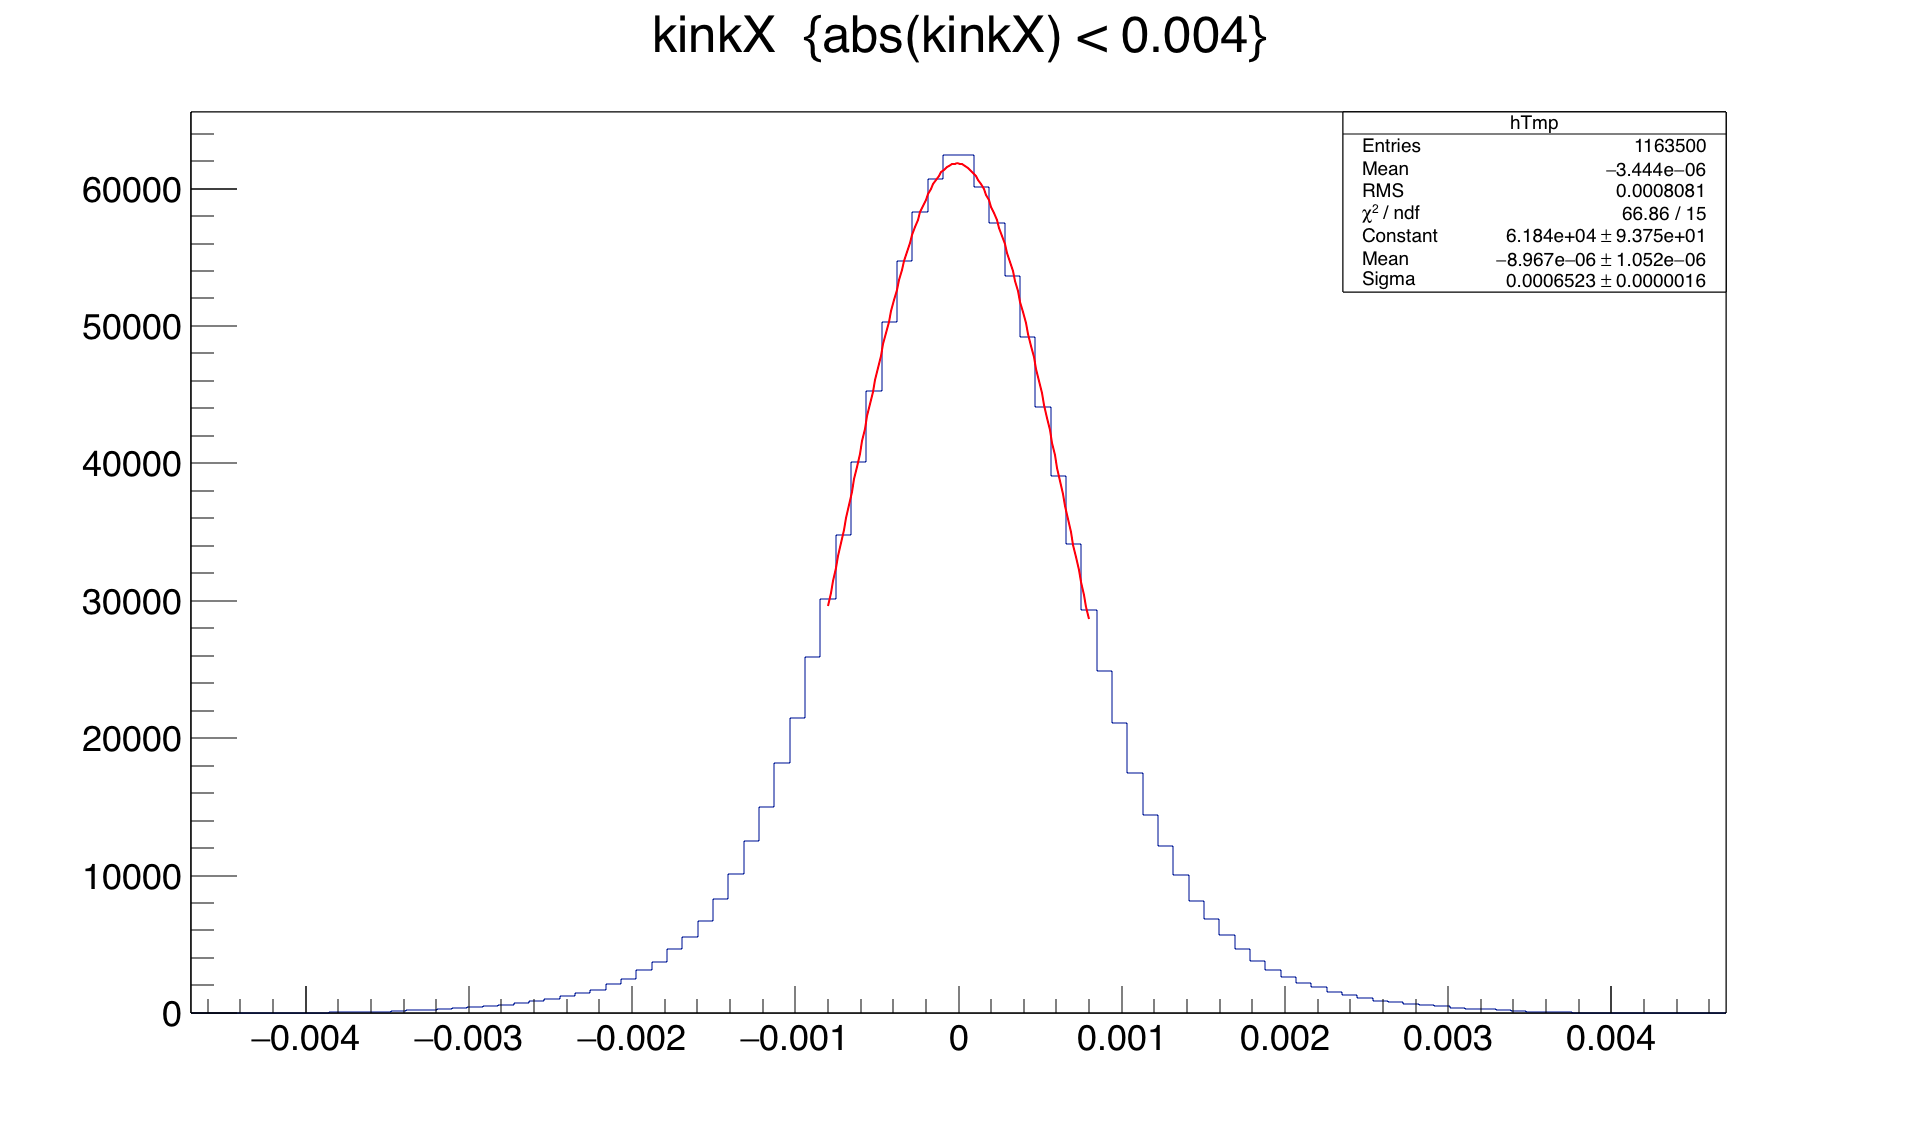 kinkX {abs(kinkX) < 0.004}
hTmp
Entries 1163500
Mean −3.444e−06
RMS 0.0008081
χ² / ndf 66.86 / 15
Constant 6.184e+04 ± 9.375e+01
Mean −8.967e−06 ± 1.052e−06
Sigma 0.0006523 ± 0.0000016
60000
50000
40000
30000
20000
10000
0
−0.004 −0.003 −0.002 −0.001 0 0.001 0.002 0.003 0.004